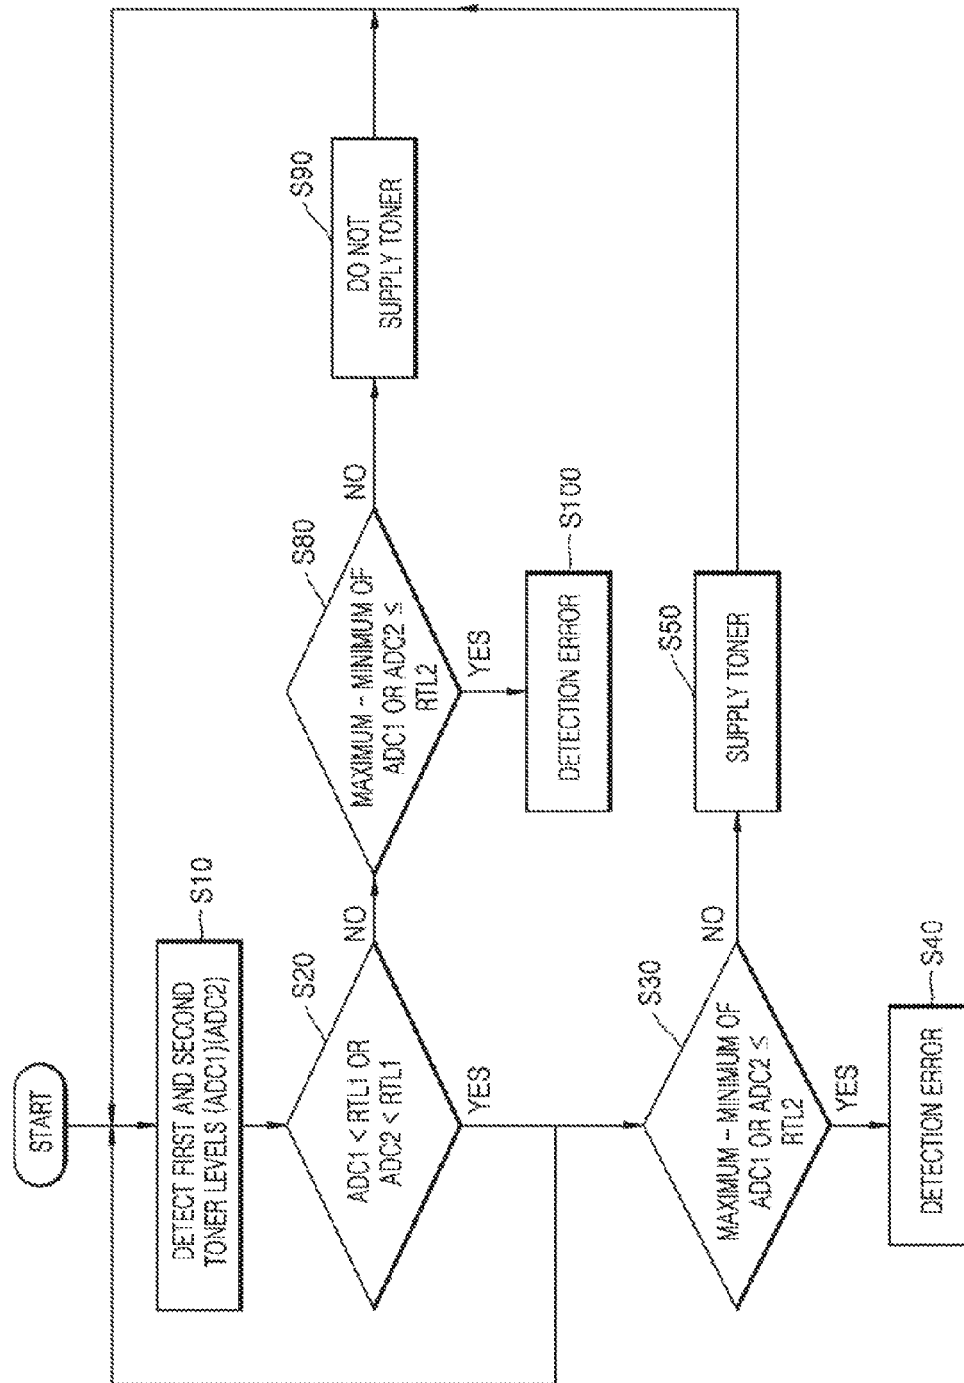 START
DETECT FIRST AND SECOND
TONER LEVELS (ADC1)(ADC2)
S10
ADC1 < RTL1 OR
ADC2 < RTL1
S20
NO
YES
MAXIMUM - MINIMUM OF
ADC1 OR ADC2 ≤
RTL2
S80
NO
YES
DO NOT
SUPPLY TONER
S90
DETECTION ERROR
S100
MAXIMUM - MINIMUM OF
ADC1 OR ADC2 ≤
RTL2
S30
NO
YES
SUPPLY TONER
S50
DETECTION ERROR
S40